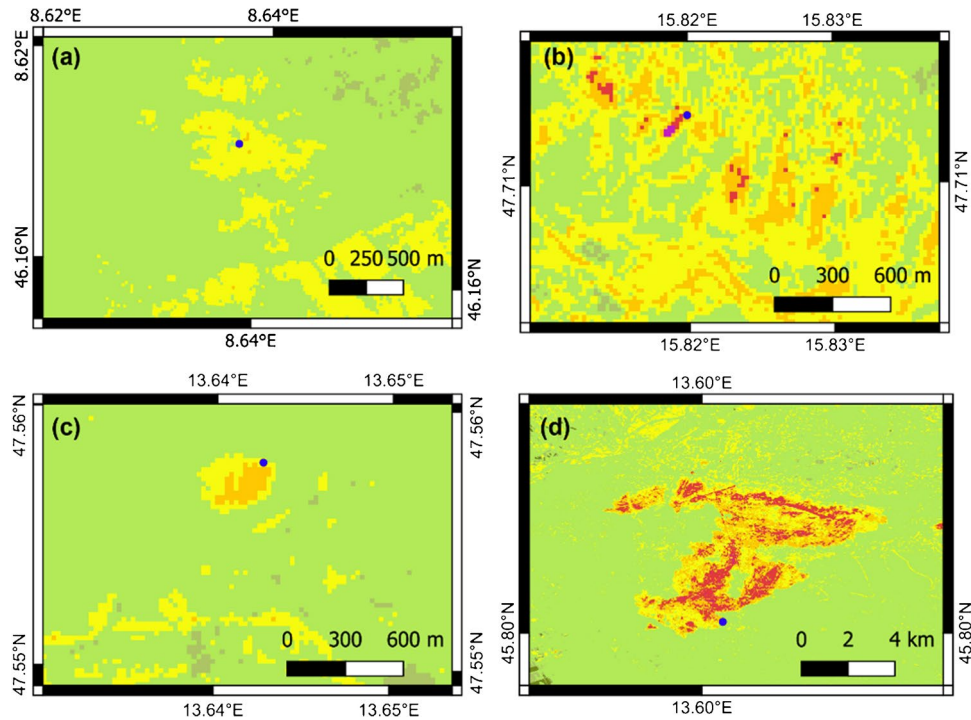 8.62°E 8.64°E
8.62°E
(a)
0 250 500 m
46.16°N
46.16°N
8.64°E
15.82°E 15.83°E
(b)
47.71°N
47.71°N
0 300 600 m
15.82°E 15.83°E
13.64°E 13.65°E
47.56°N
(c)
47.56°N
0 300 600 m
47.55°N
47.55°N
13.64°E 13.65°E
13.60°E
(d)
45.80°N
45.80°N
0 2 4 km
13.60°E